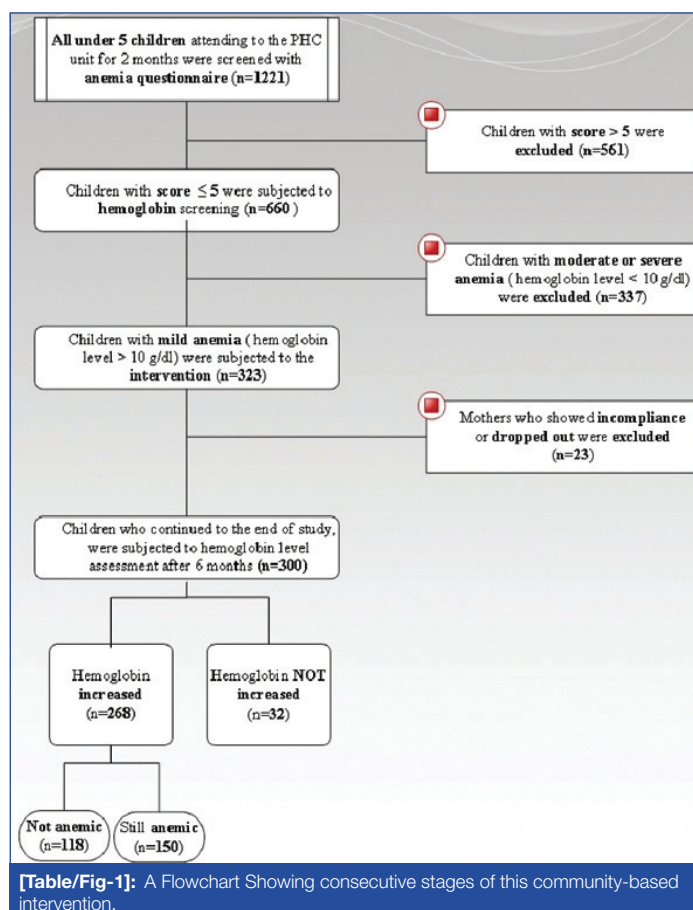 All under 5 children attending to the PHC
unit for 2 months were screened with
anemia questionnaire (n=1221)
Children with score > 5 were
excluded (n=561)
Children with score ≤ 5 were subjected to
hemoglobin screening (n=660 )
Children with moderate or severe
anemia ( hemoglobin level < 10 g/dl)
were excluded (n=337)
Children with mild anemia ( hemoglobin
level > 10 g/dl) were subjected to the
intervention (n=323)
Mothers who showed incompliance
or dropped out were excluded
(n=23)
Children who continued to the end of study,
were subjected to hemoglobin level
assessment after 6 months (n=300)
Hemoglobin
increased
(n=268)
Hemoglobin NOT
increased
(n=32)
Not anemic
(n=118)
Still anemic
(n=150)
[Table/Fig-1]: A Flowchart Showing consecutive stages of this community-based
intervention.